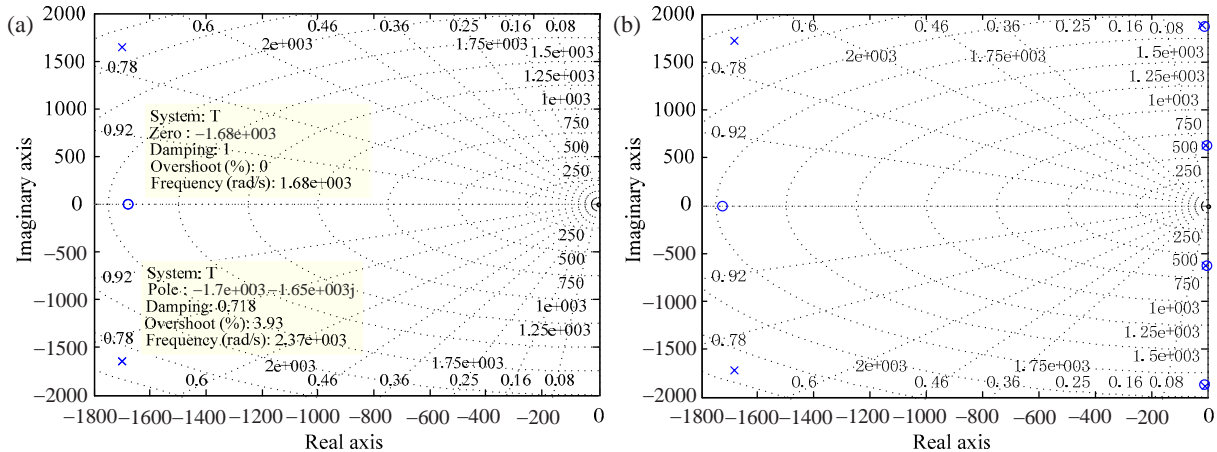 (a)
0.6
0.46
0.36
0.25
0.16
0.08
2000
2e+003
1.75e+003
1.5e+003
1500
0.78
1.25e+003
1e+003
1000
System: T
Zero : −1.68e+003
Damping: 1
Overshoot (%): 0
Frequency (rad/s): 1.68e+003
0.92
750
500
500
250
0
Imaginary axis
250
−500
500
0.92
750
System: T
Pole : −1.7e+003−1.65e+003j
Damping: 0.718
Overshoot (%): 3.93
Frequency (rad/s): 2.37e+003
−1000
1e+003
1.25e+003
0.78
−1500
1.75e+003
2e+003
0.6
0.46
0.36
0.25
0.16
0.08
−2000
−1800 −1600 −1400 −1200 −1000 −800 −600 −400 −200 0
Real axis
(b)
0.6
0.46
0.36
0.25
0.16
0.08
2000
2e+003
1.75e+003
1.5e+003
1500
0.78
1.25e+003
1e+003
1000
0.92
750
500
500
250
0
Imaginary axis
250
−500
500
0.92
750
−1000
1e+003
1.25e+003
0.78
−1500
1.5e+003
2e+003
1.75e+003
0.6
0.46
0.36
0.25
0.16
0.08
−2000
−1800 −1600 −1400 −1200 −1000 −800 −600 −400 −200 0
Real axis